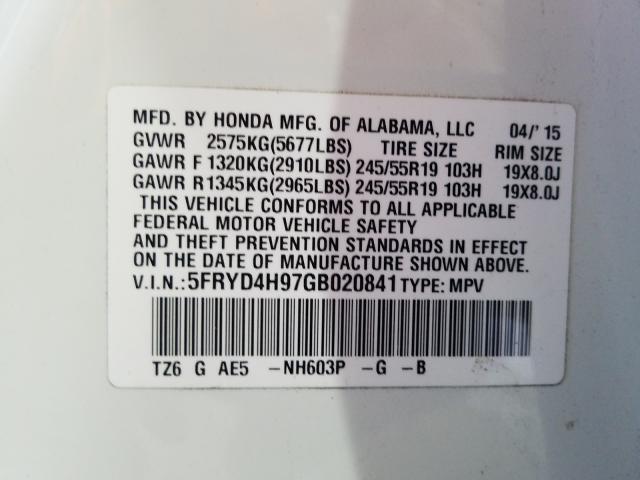 MFD. BY HONDA MFG. OF ALABAMA, LLC 04/' 15
GVWR 2575KG(5677LBS) TIRE SIZE RIM SIZE
GAWR F 1320KG(2910LBS) 245/55R19 103H 19X8.0J
GAWR R 1345KG(2965LBS) 245/55R19 103H 19X8.0J
THIS VEHICLE CONFORMS TO ALL APPLICABLE
FEDERAL MOTOR VEHICLE SAFETY
AND THEFT PREVENTION STANDARDS IN EFFECT
ON THE DATE OF MANUFACTURE SHOWN ABOVE.
V.I.N.: 5FRYD4H97GB020841 TYPE: MPV
TZ6 G AE5 -NH603P -G -B